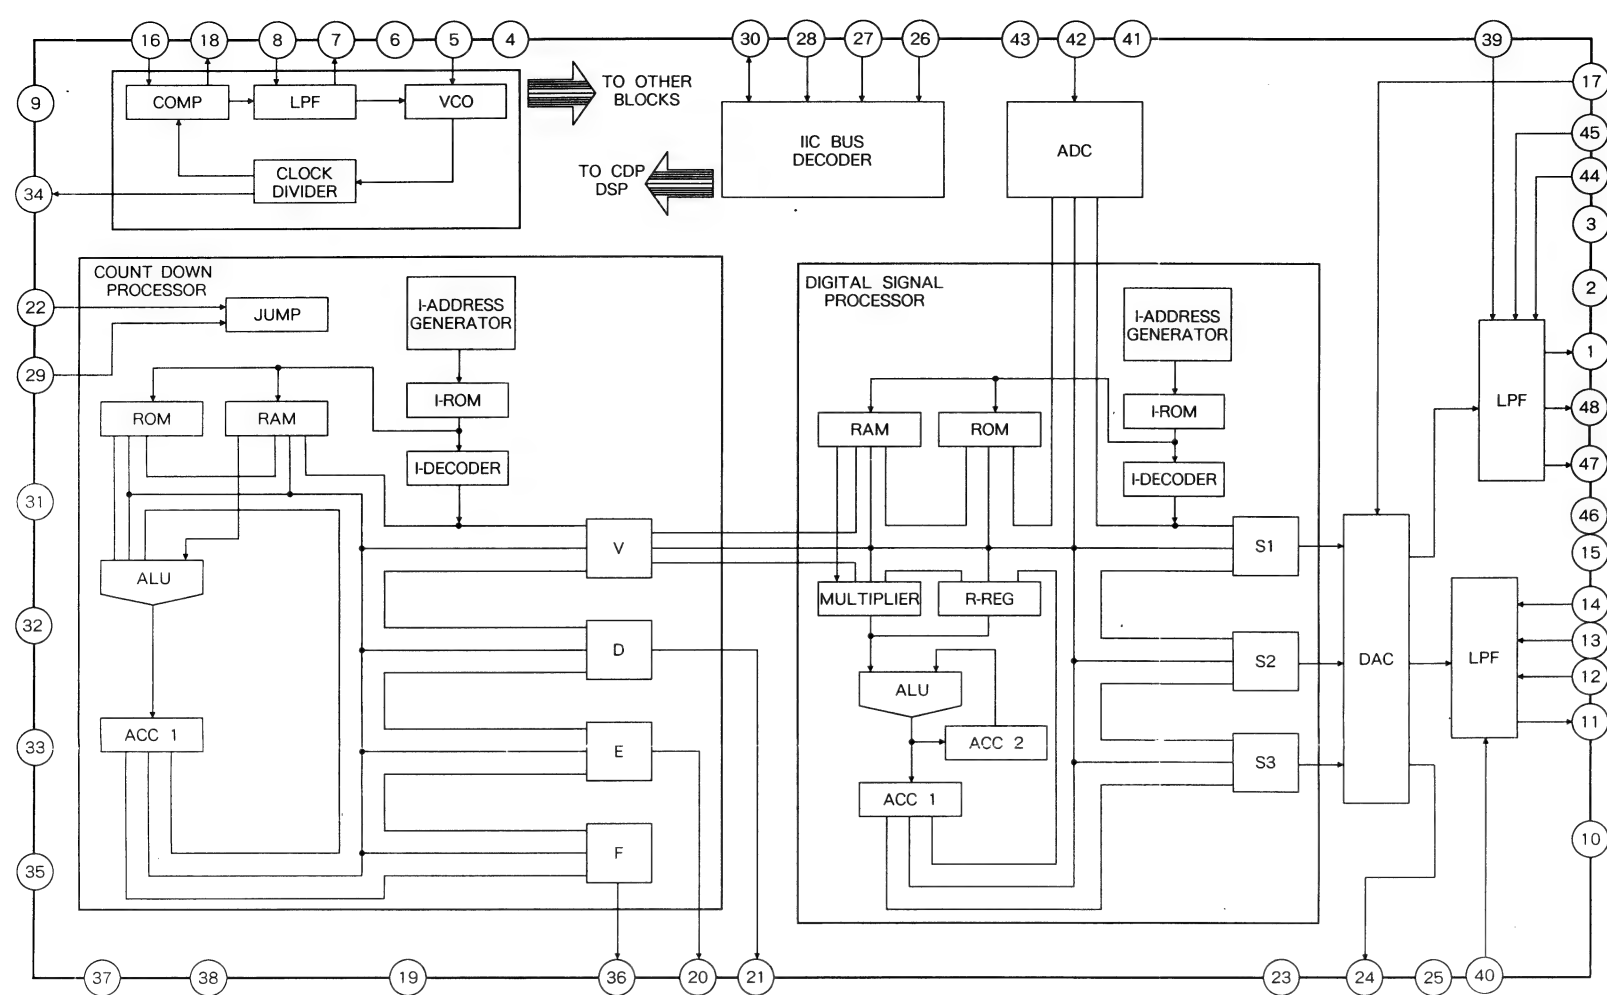 16 18 8 7 6 5 4 30 28 27 26 43 42 41 39
9
34
22
29
31
32
33
35
COMP
LPF
VCO
CLOCK
DIVIDER
TO OTHER
BLOCKS
TO CDP
DSP
IIC BUS
DECODER
ADC
COUNT DOWN
PROCESSOR
JUMP
I-ADDRESS
GENERATOR
I-ROM
I-DECODER
ROM
RAM
ALU
ACC 1
V
D
E
F
DIGITAL SIGNAL
PROCESSOR
I-ADDRESS
GENERATOR
I-ROM
I-DECODER
RAM
ROM
MULTIPLIER
R-REG
ALU
ACC 2
ACC 1
S1
S2
S3
DAC
LPF
LPF
17
45
44
3
2
1
48
47
46
15
14
13
12
11
10
37 38 19 36 20 21 23 24 25 40